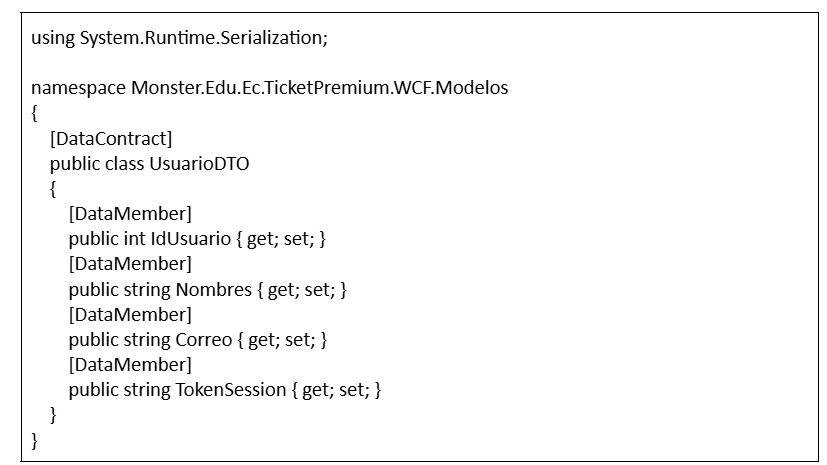 using System.Runtime.Serialization;
namespace Monster.Edu.Ec.TicketPremium.WCF.Modelos
{
[DataContract]
public class UsuarioDTO
{
[DataMember]
public int IdUsuario { get; set; }
[DataMember]
public string Nombres { get; set; }
[DataMember]
public string Correo { get; set; }
[DataMember]
public string TokenSession { get; set; }
}
}